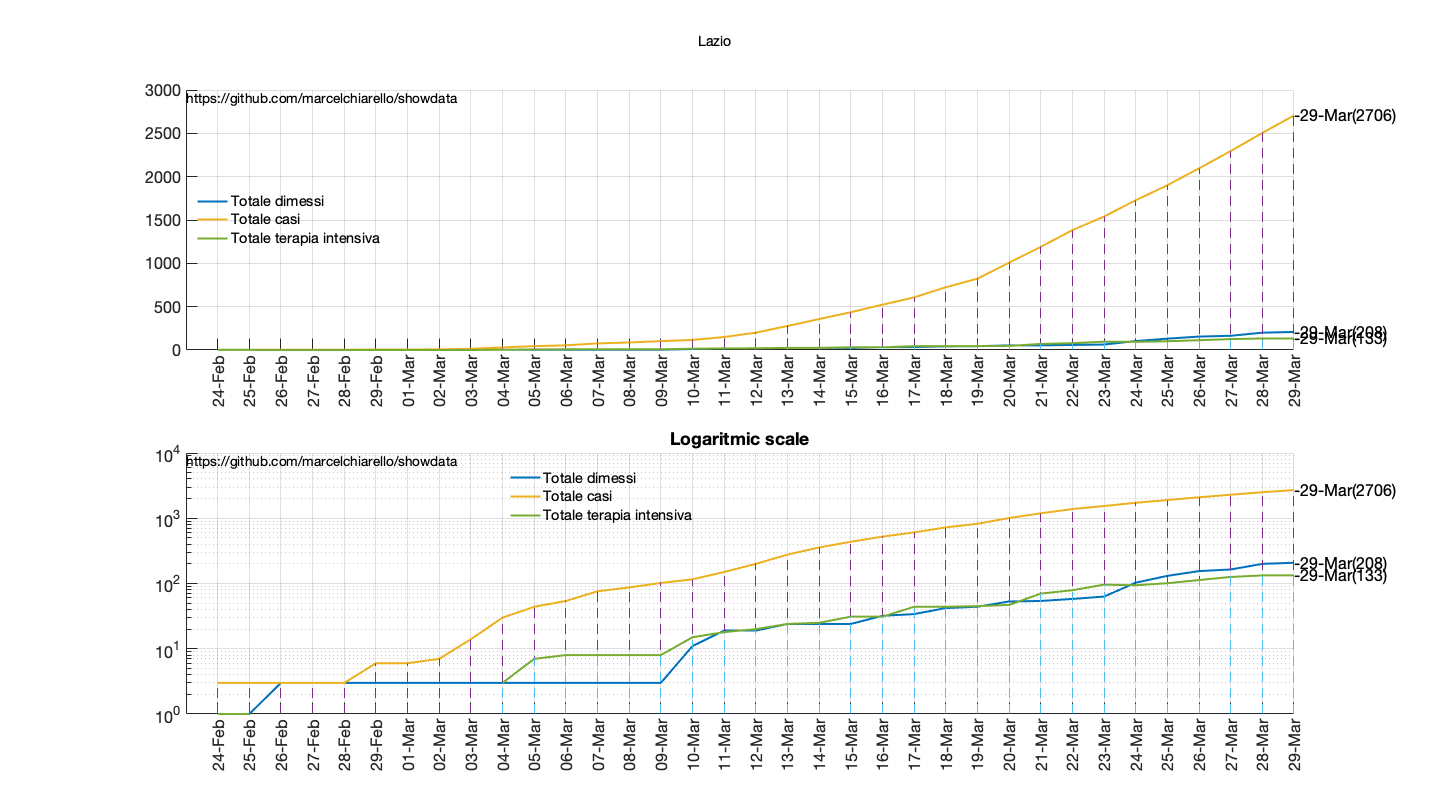 Lazio
3000
https://github.com/marcelchiarello/showdata
2500
2000
1500
1000
500
0
Totale dimessi
Totale casi
Totale terapia intensiva
-29-Mar(2706)
-29-Mar(208)
-29-Mar(133)
24-Feb
25-Feb
26-Feb
27-Feb
28-Feb
29-Feb
01-Mar
02-Mar
03-Mar
04-Mar
05-Mar
06-Mar
07-Mar
08-Mar
09-Mar
10-Mar
11-Mar
12-Mar
13-Mar
14-Mar
15-Mar
16-Mar
17-Mar
18-Mar
19-Mar
20-Mar
21-Mar
22-Mar
23-Mar
24-Mar
25-Mar
26-Mar
27-Mar
28-Mar
29-Mar
Logaritmic scale
10^4
https://github.com/marcelchiarello/showdata
10^3
10^2
10^1
10^0
Totale dimessi
Totale casi
Totale terapia intensiva
-29-Mar(2706)
-29-Mar(208)
-29-Mar(133)
24-Feb
25-Feb
26-Feb
27-Feb
28-Feb
29-Feb
01-Mar
02-Mar
03-Mar
04-Mar
05-Mar
06-Mar
07-Mar
08-Mar
09-Mar
10-Mar
11-Mar
12-Mar
13-Mar
14-Mar
15-Mar
16-Mar
17-Mar
18-Mar
19-Mar
20-Mar
21-Mar
22-Mar
23-Mar
24-Mar
25-Mar
26-Mar
27-Mar
28-Mar
29-Mar